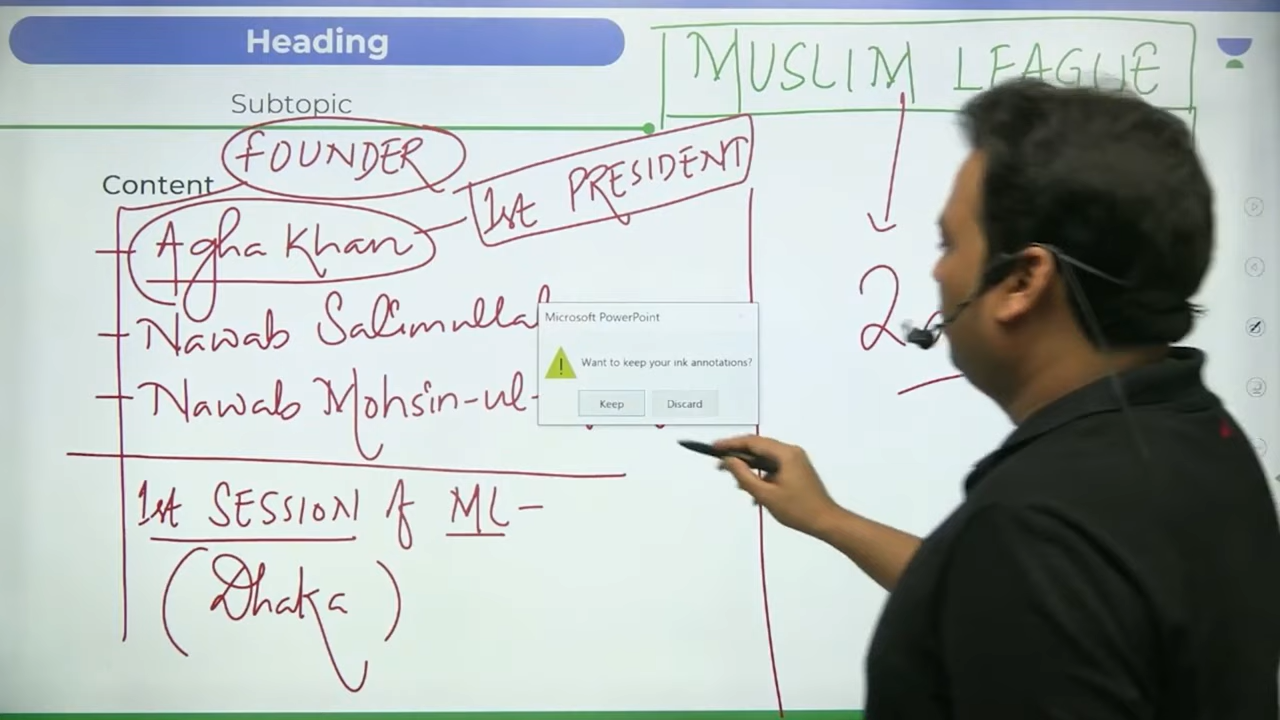 Heading
MUSLIM LEAGUE
Subtopic
FOUNDER
Content
1st PRESIDENT
Agha Khan
Nawab
Nawab Mohsin-ul-
Microsoft PowerPoint
Want to keep your ink annotations?
Keep
Discard
1st SESSION of ML-
(Dhaka)